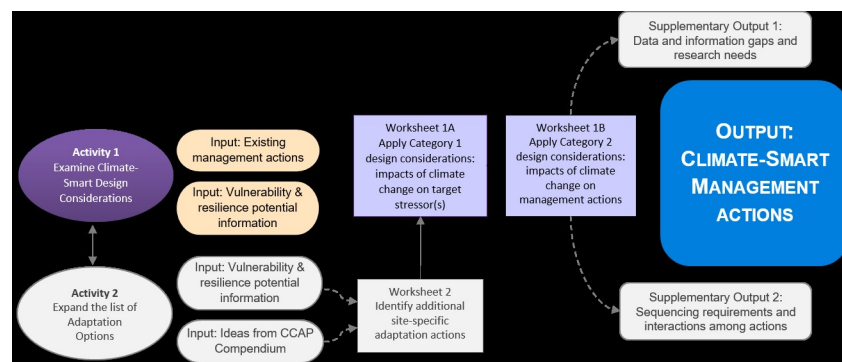 Supplementary Output 1:
Data and information gaps and
research needs
Activity 1
Examine Climate-
Smart Design
Considerations
Input: Existing
management actions
Input: Vulnerability &
resilience potential
information
Worksheet 1A
Apply Category 1
design considerations:
impacts of climate
change on target
stressor(s)
Worksheet 1B
Apply Category 2
design considerations:
impacts of climate
change on
management actions
OUTPUT:
CLIMATE-SMART
MANAGEMENT
ACTIONS
Activity 2
Expand the list of
Adaptation
Options
Input: Vulnerability &
resilience potential
information
Input: Ideas from CCAP
Compendium
Worksheet 2
Identify additional
site-specific
adaptation actions
Supplementary Output 2:
Sequencing requirements and
interactions among actions